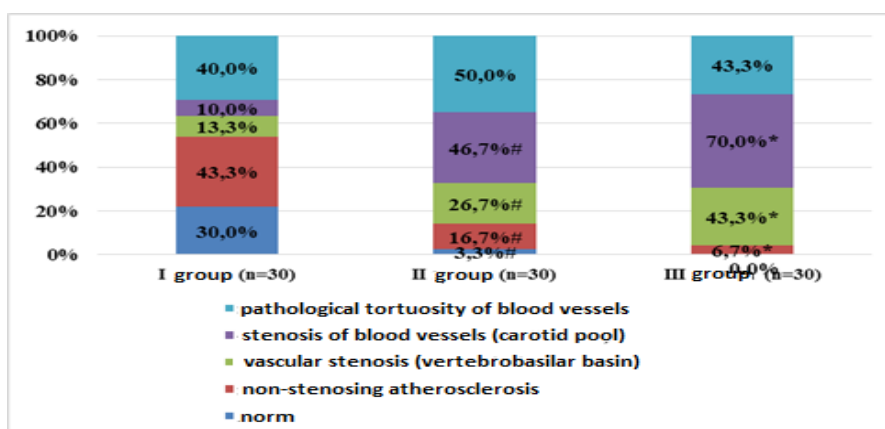 100%
40,0% 50,0% 43,3%
80%
10,0%
60% 46,7%# 70,0%*
13,3%
40% 43,3% 26,7%# 43,3%*
20% 30,0% 16,7%# 6,7%*
0% 3,3%# 0,0%
I group (n=30) II group (n=30) III group (n=30)
pathological tortuosity of blood vessels
stenosis of blood vessels (carotid pool)
vascular stenosis (vertebrobasilar basin)
non-stenosing atherosclerosis
norm